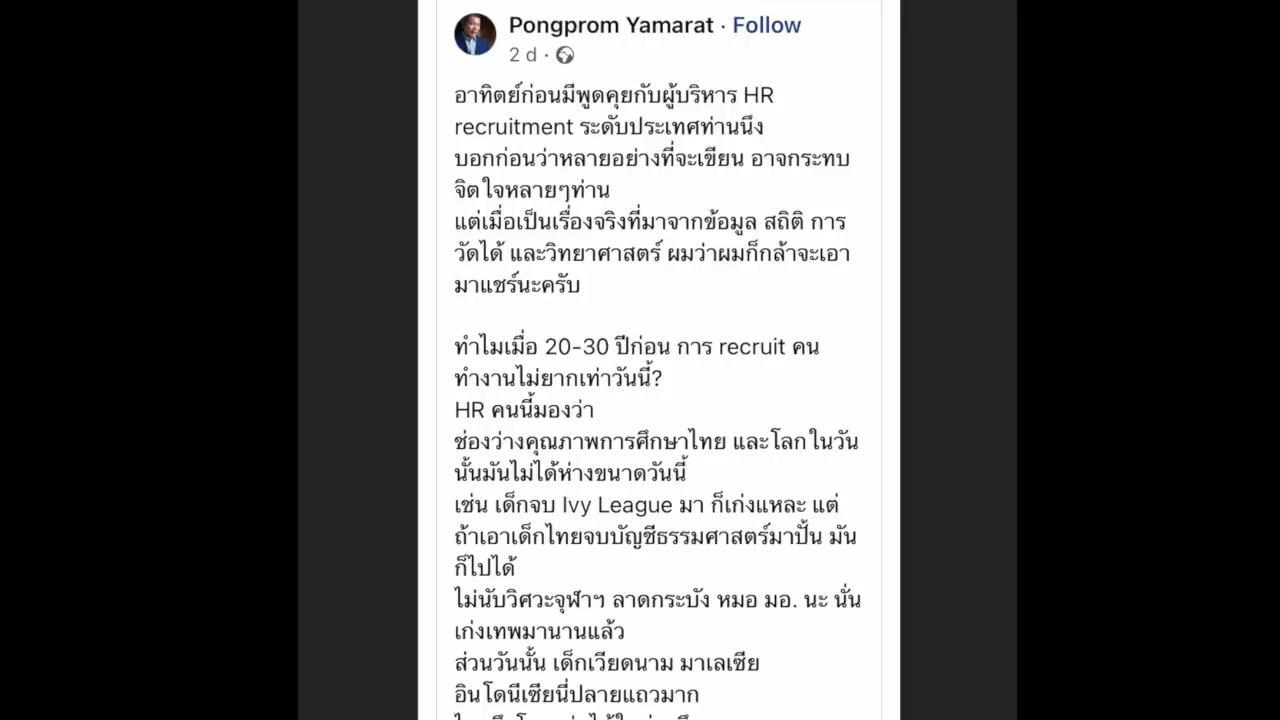 Pongprom Yamarat · Follow
2 d ·
อาทิตย์ก่อนมีพูดคุยกับผู้บริหาร HR
recruitment ระดับประเทศท่านนึง
บอกก่อนว่าหลายอย่างที่จะเขียน อาจกระทบ
จิตใจหลายๆท่าน
แต่เมื่อเป็นเรื่องจริงที่มาจากข้อมูล สถิติ การ
วัดได้ และวิทยาศาสตร์ ผมว่าผมก็กล้าจะเอา
มาแชร์นะครับ
ทำไมเมื่อ 20-30 ปีก่อน การ recruit คน
ทำงานไม่ยากเท่าวันนี้?
HR คนนี้มองว่า
ช่องว่างคุณภาพการศึกษาไทย และโลกในวัน
นั้นมันไม่ได้ห่างขนาดวันนี้
เช่น เด็กจบ Ivy League มา ก็เก่งแหละ แต่
ถ้าเอาเด็กไทยจบบัญชีธรรมศาสตร์มาปั้น มัน
ก็ไปได้
ไม่นับวิศวะจุฬาฯ ลาดกระบัง หมอ มอ. นะ นั่น
เก่งเทพมานานแล้ว
ส่วนวันนั้น เด็กเวียดนาม มาเลเซีย
อินโดนีเซียนี่ปลายแถวมาก